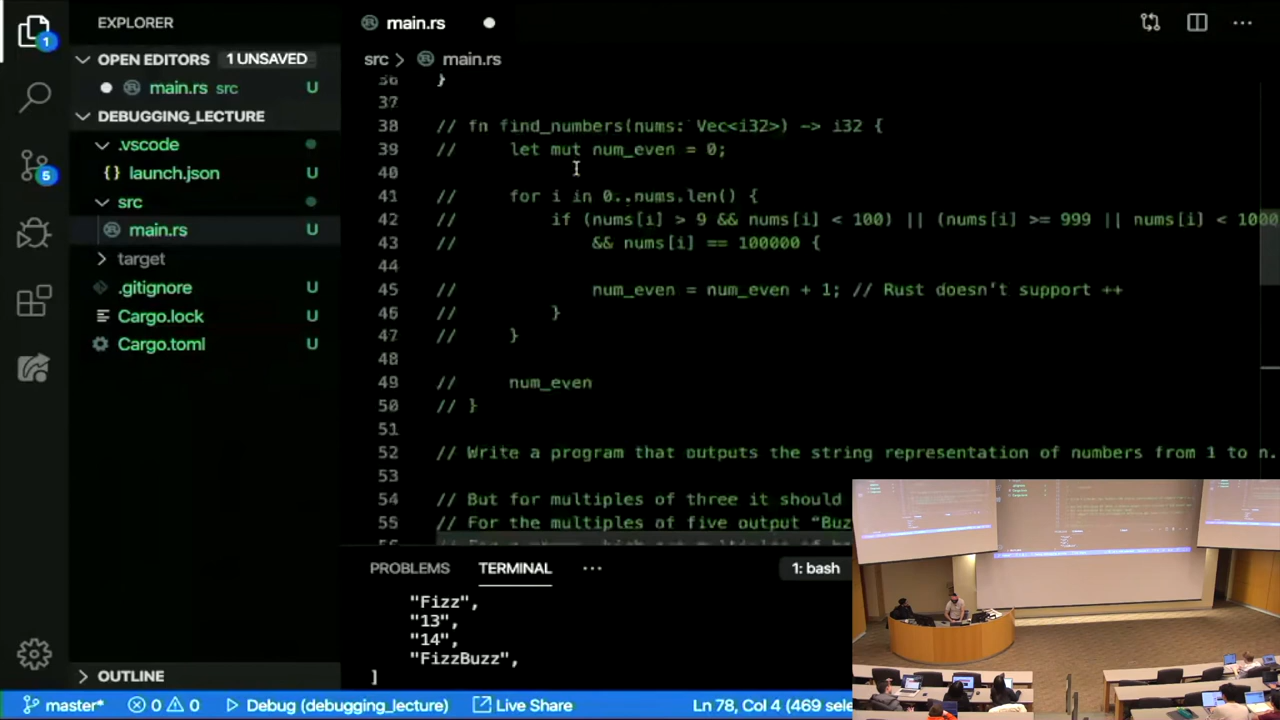 EXPLORER
main.rs
1
OPEN EDITORS 1 UNSAVED
main.rs src U
src > main.rs
DEBUGGING_LECTURE
.vscode
{} launch.json U
5
src
main.rs U
target
.gitignore U
Cargo.lock U
Cargo.toml U
36 }
37
38 // fn find_numbers(nums: Vec<i32>) -> i32 {
39 // let mut num_even = 0;
40
41 // for i in 0..nums.len() {
42 // if (nums[i] > 9 && nums[i] < 100) || (nums[i] >= 999 || nums[i] < 1000
43 // && nums[i] == 100000 {
44
45 // num_even = num_even + 1; // Rust doesn't support ++
46 // }
47 // }
48
49 // num_even
50 // }
51
52 // Write a program that outputs the string representation of numbers from 1 to n.
53
54 // But for multiples of three it should
55 // For the multiples of five output “Buz
PROBLEMS TERMINAL ... 1: bash
"Fizz",
"13",
"14",
"FizzBuzz",
]
OUTLINE
master* 0 0 Debug (debugging_lecture) Live Share Ln 78, Col 4 (469 sele